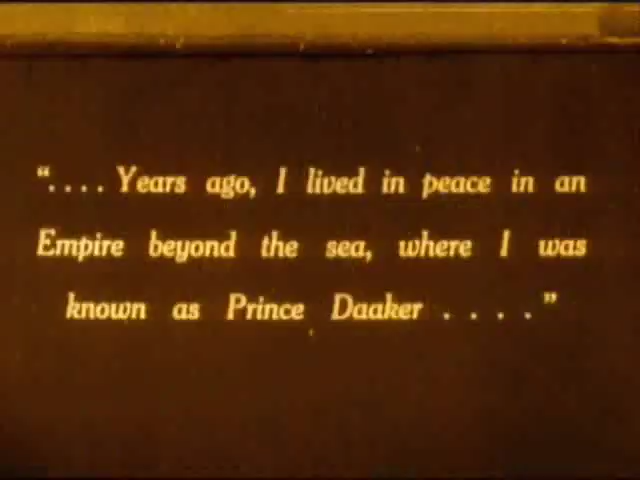 “.... Years ago, I lived in peace in an
Empire beyond the sea, where I was
known as Prince Daaker . . . .”